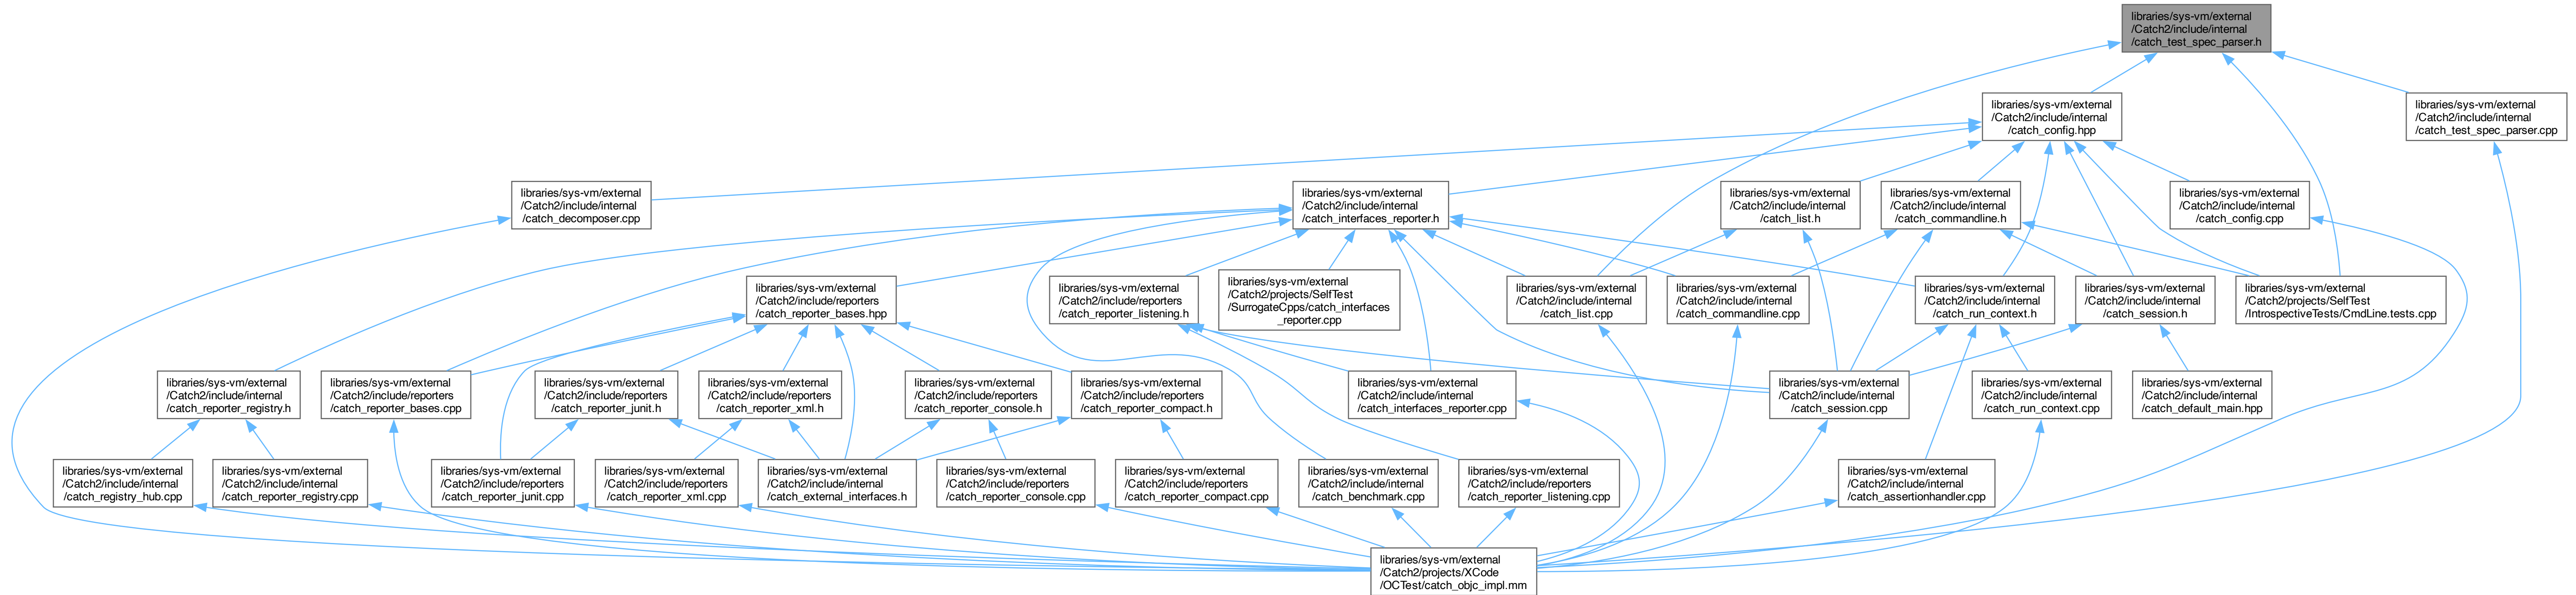 libraries/sys-vm/external
/Catch2/include/internal
/catch_test_spec_parser.h
libraries/sys-vm/external
/Catch2/include/internal
/catch_config.hpp
libraries/sys-vm/external
/Catch2/include/internal
/catch_test_spec_parser.cpp
libraries/sys-vm/external
/Catch2/include/internal
/catch_decomposer.cpp
libraries/sys-vm/external
/Catch2/include/internal
/catch_interfaces_reporter.h
libraries/sys-vm/external
/Catch2/include/internal
/catch_list.h
libraries/sys-vm/external
/Catch2/include/internal
/catch_commandline.h
libraries/sys-vm/external
/Catch2/include/internal
/catch_config.cpp
libraries/sys-vm/external
/Catch2/include/reporters
/catch_reporter_bases.hpp
libraries/sys-vm/external
/Catch2/include/reporters
/catch_reporter_listening.h
libraries/sys-vm/external
/Catch2/projects/SelfTest
/SurrogateCpps/catch_interfaces
_reporter.cpp
libraries/sys-vm/external
/Catch2/include/internal
/catch_list.cpp
libraries/sys-vm/external
/Catch2/include/internal
/catch_commandline.cpp
libraries/sys-vm/external
/Catch2/include/internal
/catch_run_context.h
libraries/sys-vm/external
/Catch2/include/internal
/catch_session.h
libraries/sys-vm/external
/Catch2/projects/SelfTest
/IntrospectiveTests/CmdLine.tests.cpp
libraries/sys-vm/external
/Catch2/include/internal
/catch_reporter_registry.h
libraries/sys-vm/external
/Catch2/include/reporters
/catch_reporter_bases.cpp
libraries/sys-vm/external
/Catch2/include/reporters
/catch_reporter_junit.h
libraries/sys-vm/external
/Catch2/include/reporters
/catch_reporter_xml.h
libraries/sys-vm/external
/Catch2/include/reporters
/catch_reporter_console.h
libraries/sys-vm/external
/Catch2/include/reporters
/catch_reporter_compact.h
libraries/sys-vm/external
/Catch2/include/internal
/catch_interfaces_reporter.cpp
libraries/sys-vm/external
/Catch2/include/internal
/catch_session.cpp
libraries/sys-vm/external
/Catch2/include/internal
/catch_run_context.cpp
libraries/sys-vm/external
/Catch2/include/internal
/catch_default_main.hpp
libraries/sys-vm/external
/Catch2/include/internal
/catch_registry_hub.cpp
libraries/sys-vm/external
/Catch2/include/internal
/catch_reporter_registry.cpp
libraries/sys-vm/external
/Catch2/include/reporters
/catch_reporter_junit.cpp
libraries/sys-vm/external
/Catch2/include/reporters
/catch_reporter_xml.cpp
libraries/sys-vm/external
/Catch2/include/internal
/catch_external_interfaces.h
libraries/sys-vm/external
/Catch2/include/reporters
/catch_reporter_console.cpp
libraries/sys-vm/external
/Catch2/include/reporters
/catch_reporter_compact.cpp
libraries/sys-vm/external
/Catch2/include/internal
/catch_benchmark.cpp
libraries/sys-vm/external
/Catch2/include/reporters
/catch_reporter_listening.cpp
libraries/sys-vm/external
/Catch2/include/internal
/catch_assertionhandler.cpp
libraries/sys-vm/external
/Catch2/projects/XCode
/OCTest/catch_objc_impl.mm